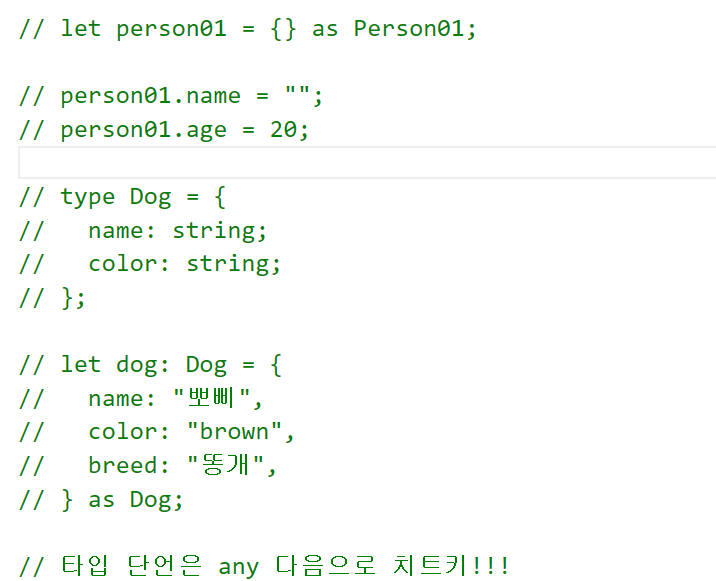 // let person01 = {} as Person01;
// person01.name = "";
// person01.age = 20;
// type Dog = {
//   name: string;
//   color: string;
// };
// let dog: Dog = {
//   name: "뽀삐",
//   color: "brown",
//   breed: "똥개",
// } as Dog;
// 타입 단언은 any 다음으로 치트키!!!